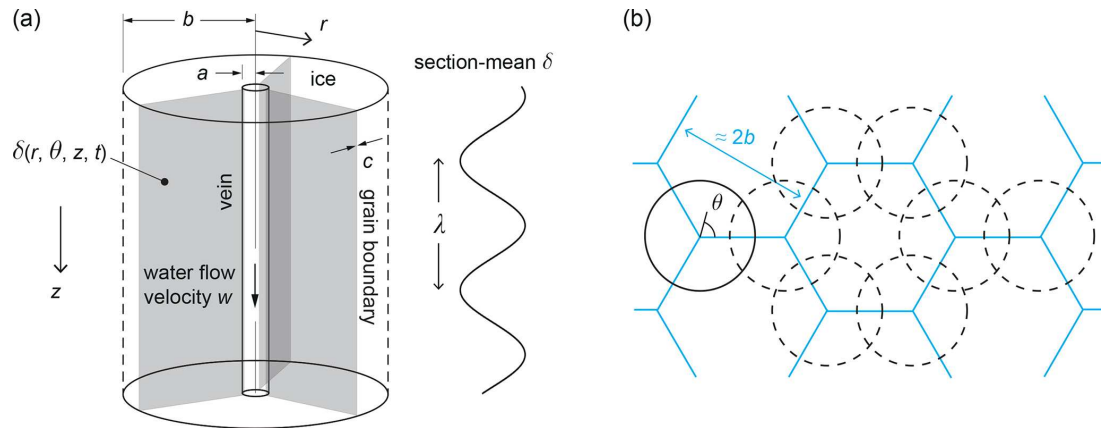 (a)
b
r
a
ice
section-mean δ
δ(r, θ, z, t)
c
vein
grain boundary
λ
z
water flow
velocity w
(b)
≈ 2b
θ